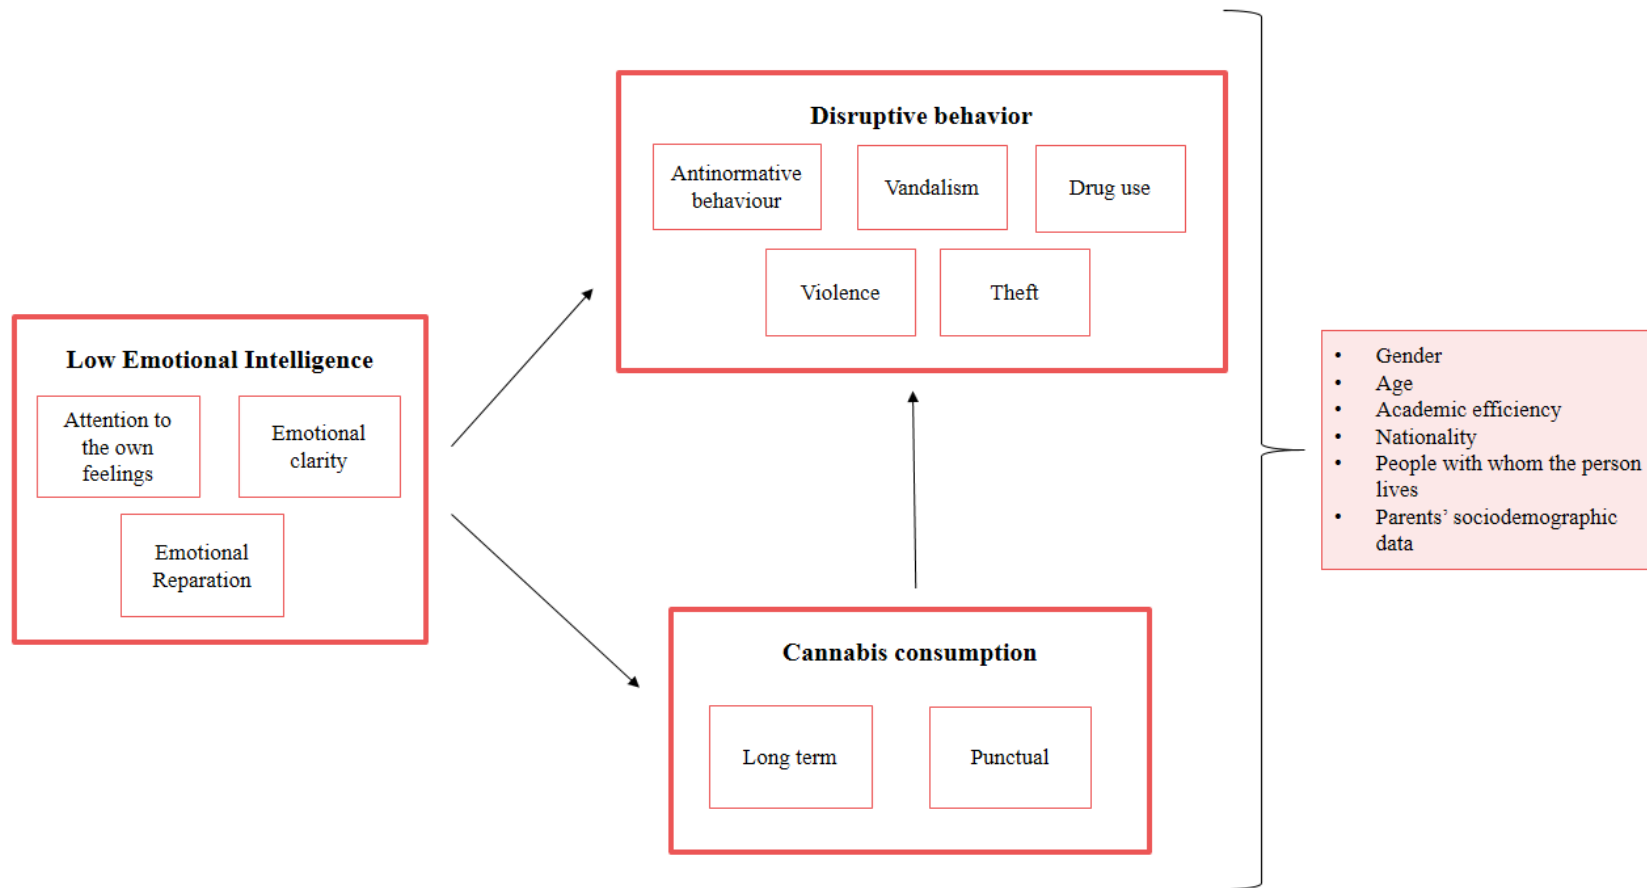 Disruptive behavior
Antinormative
behaviour
Vandalism
Drug use
Violence
Theft
Low Emotional Intelligence
Attention to
the own
feelings
Emotional
clarity
Emotional
Reparation
Cannabis consumption
Long term
Punctual
• Gender
• Age
• Academic efficiency
• Nationality
• People with whom the person
lives
• Parents’ sociodemographic
data